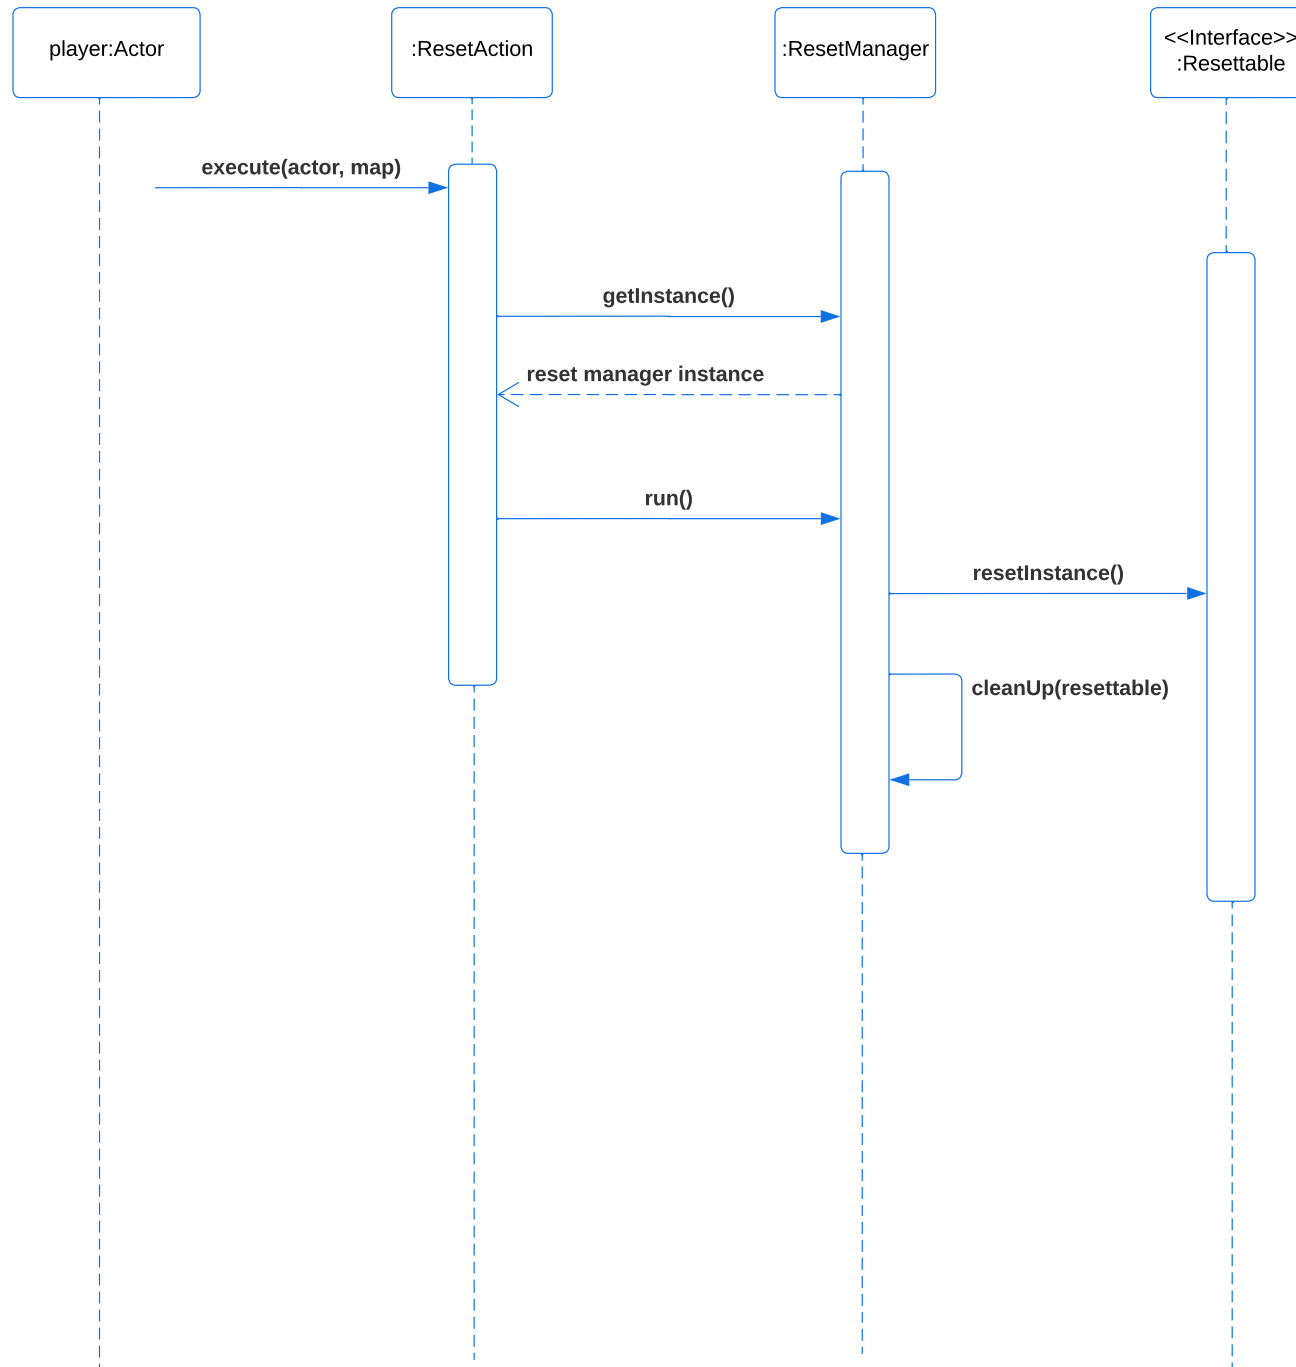 player:Actor
:ResetAction
:ResetManager
<<Interface>>
:Resettable
execute(actor, map)
getInstance()
reset manager instance
run()
resetInstance()
cleanUp(resettable)